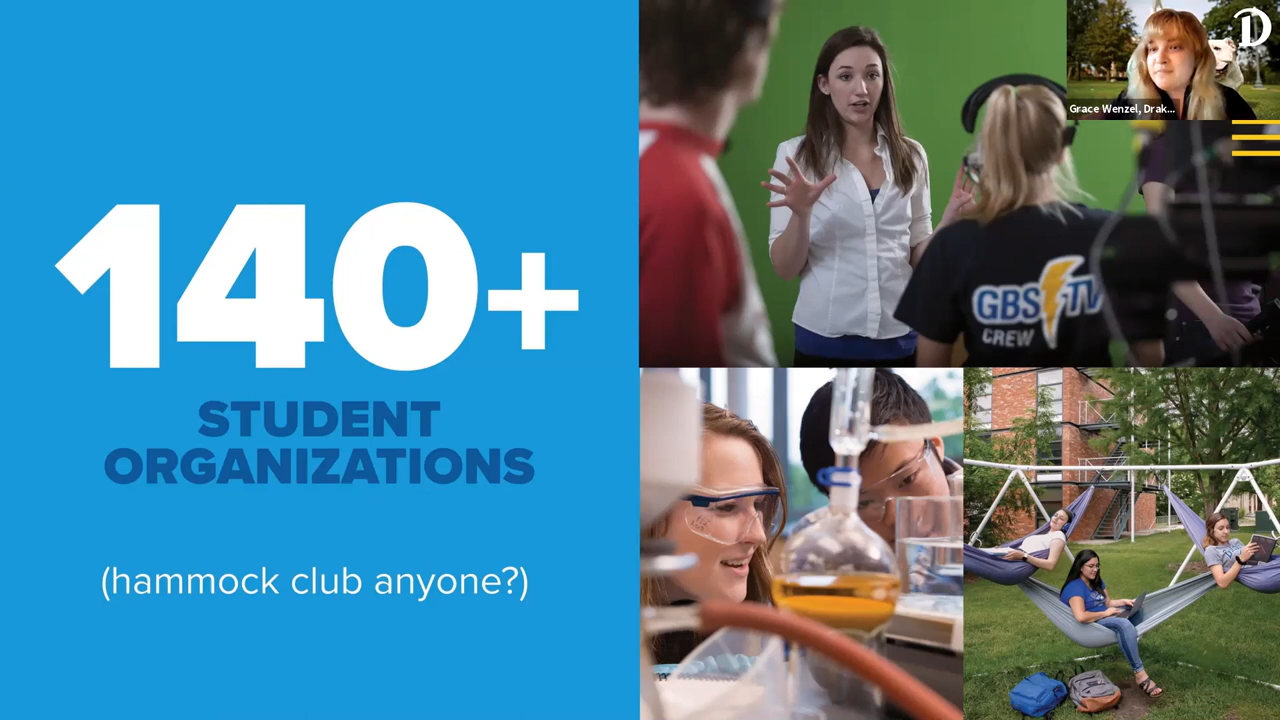 140+
STUDENT
ORGANIZATIONS
(hammock club anyone?)
Grace Wenzel, Drak...
D
GBS TV
CREW